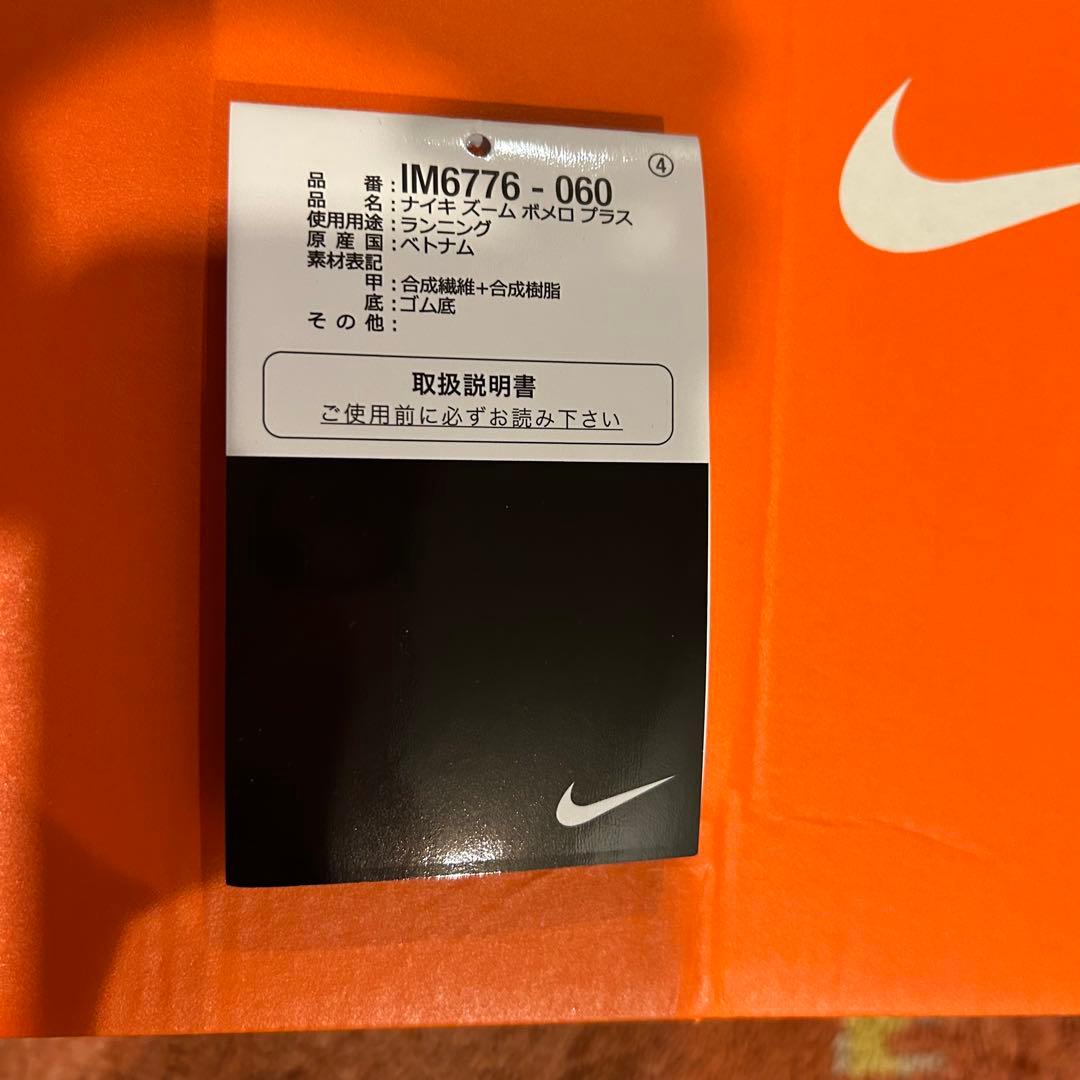 ④
品番:IM6776 - 060
品名:ナイキ ズーム ボメロ プラス
使用用途:ランニング
原産国:ベトナム
素材表記
甲:合成繊維+合成樹脂
底:ゴム底
その他:
取扱説明書
ご使用前に必ずお読み下さい